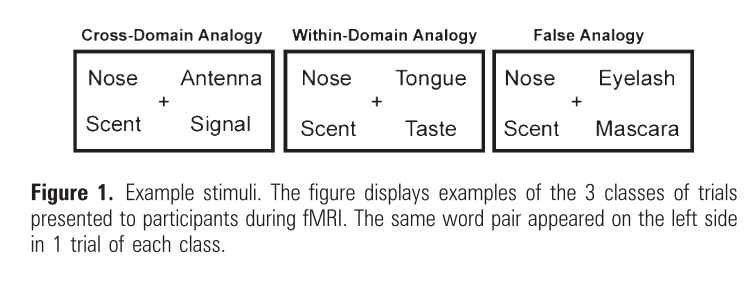 Cross-Domain Analogy Within-Domain Analogy False Analogy
Nose Antenna Nose Tongue Nose Eyelash
+ + +
Scent Signal Scent Taste Scent Mascara
Figure 1. Example stimuli. The figure displays examples of the 3 classes of trials
presented to participants during fMRI. The same word pair appeared on the left side
in 1 trial of each class.